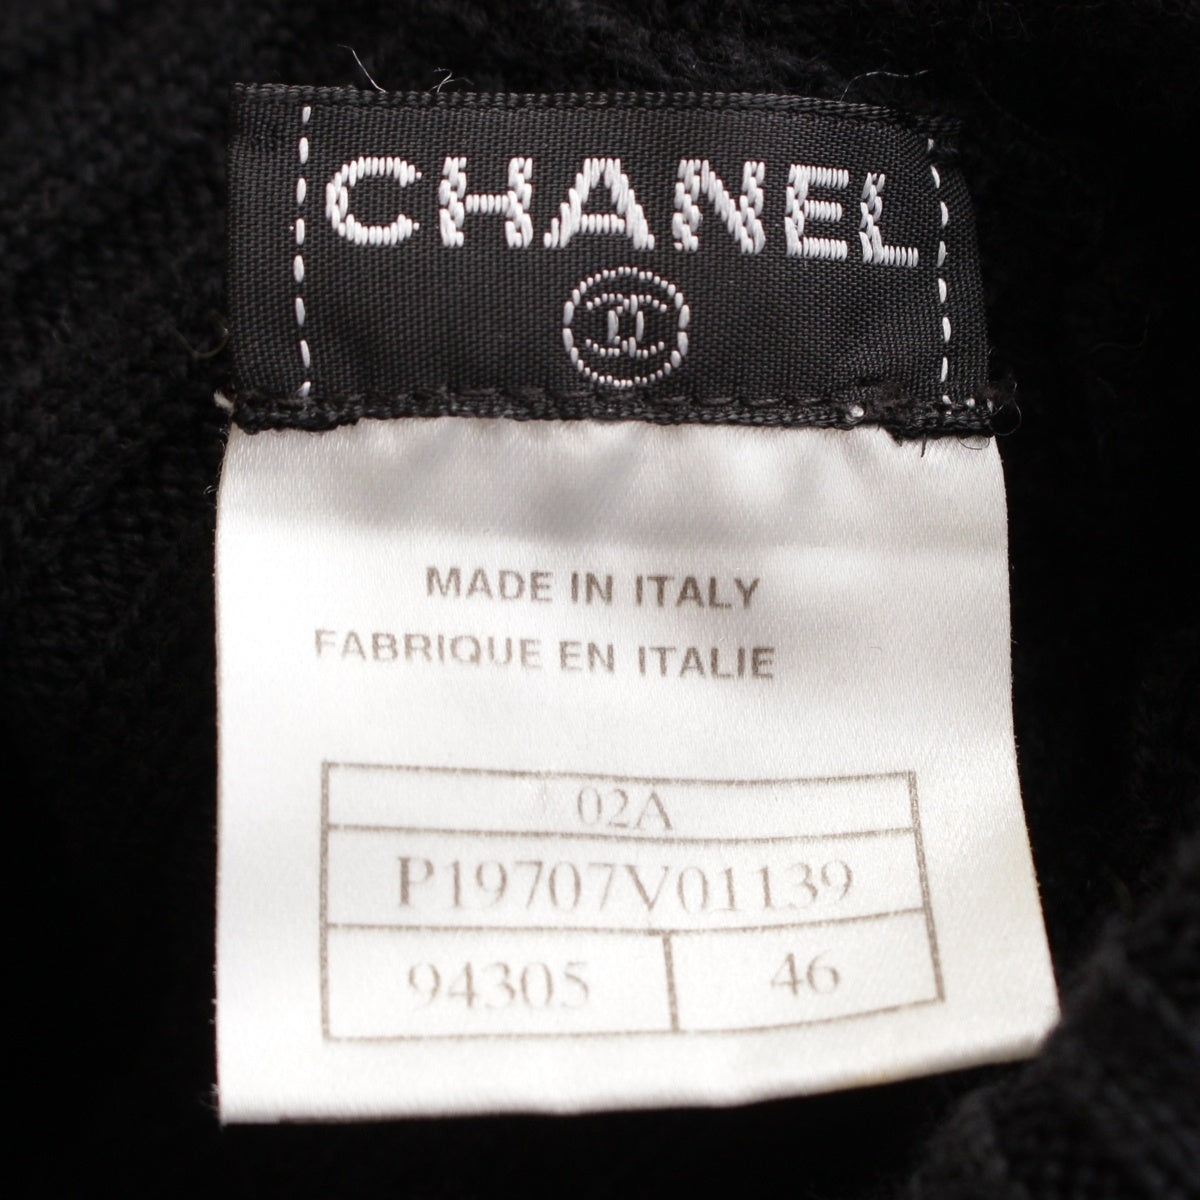 CHANEL
MADE IN ITALY
FABRIQUE EN ITALIE
02A
P19707V01139
94305 46